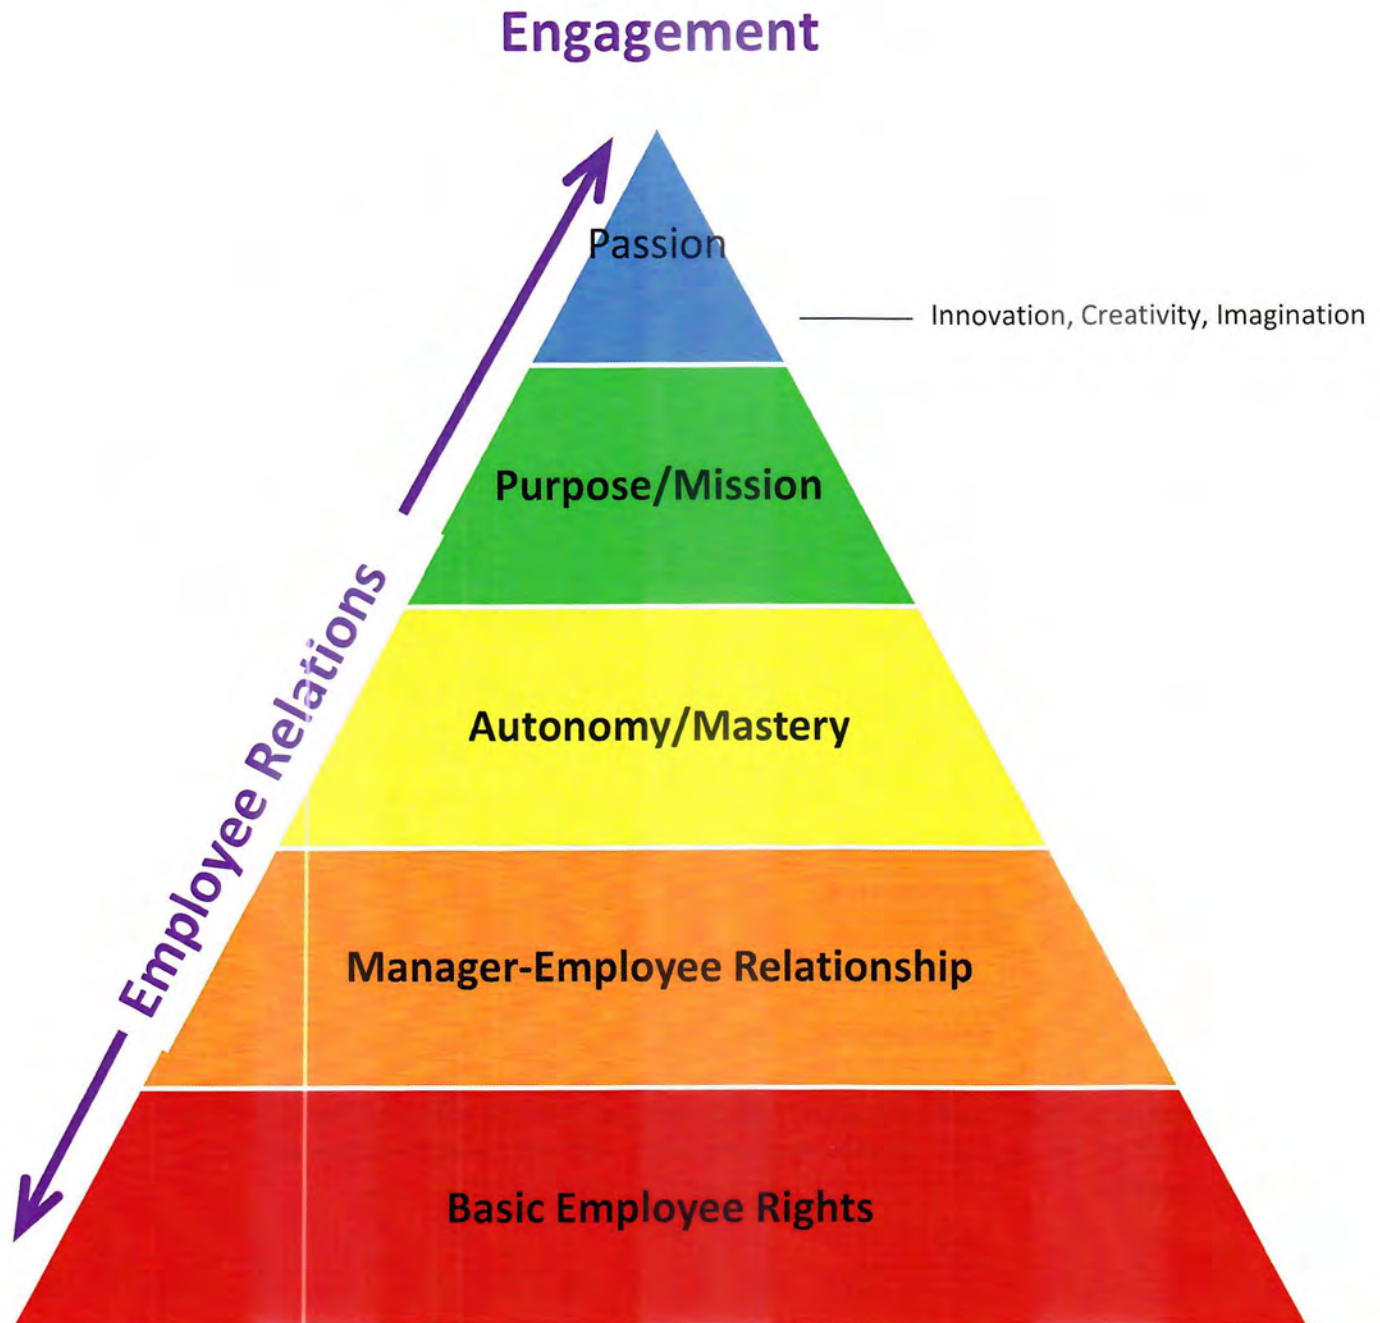 Engagement
Passion
Innovation, Creativity, Imagination
Purpose/Mission
Autonomy/Mastery
Employee Relations
Manager-Employee Relationship
Basic Employee Rights